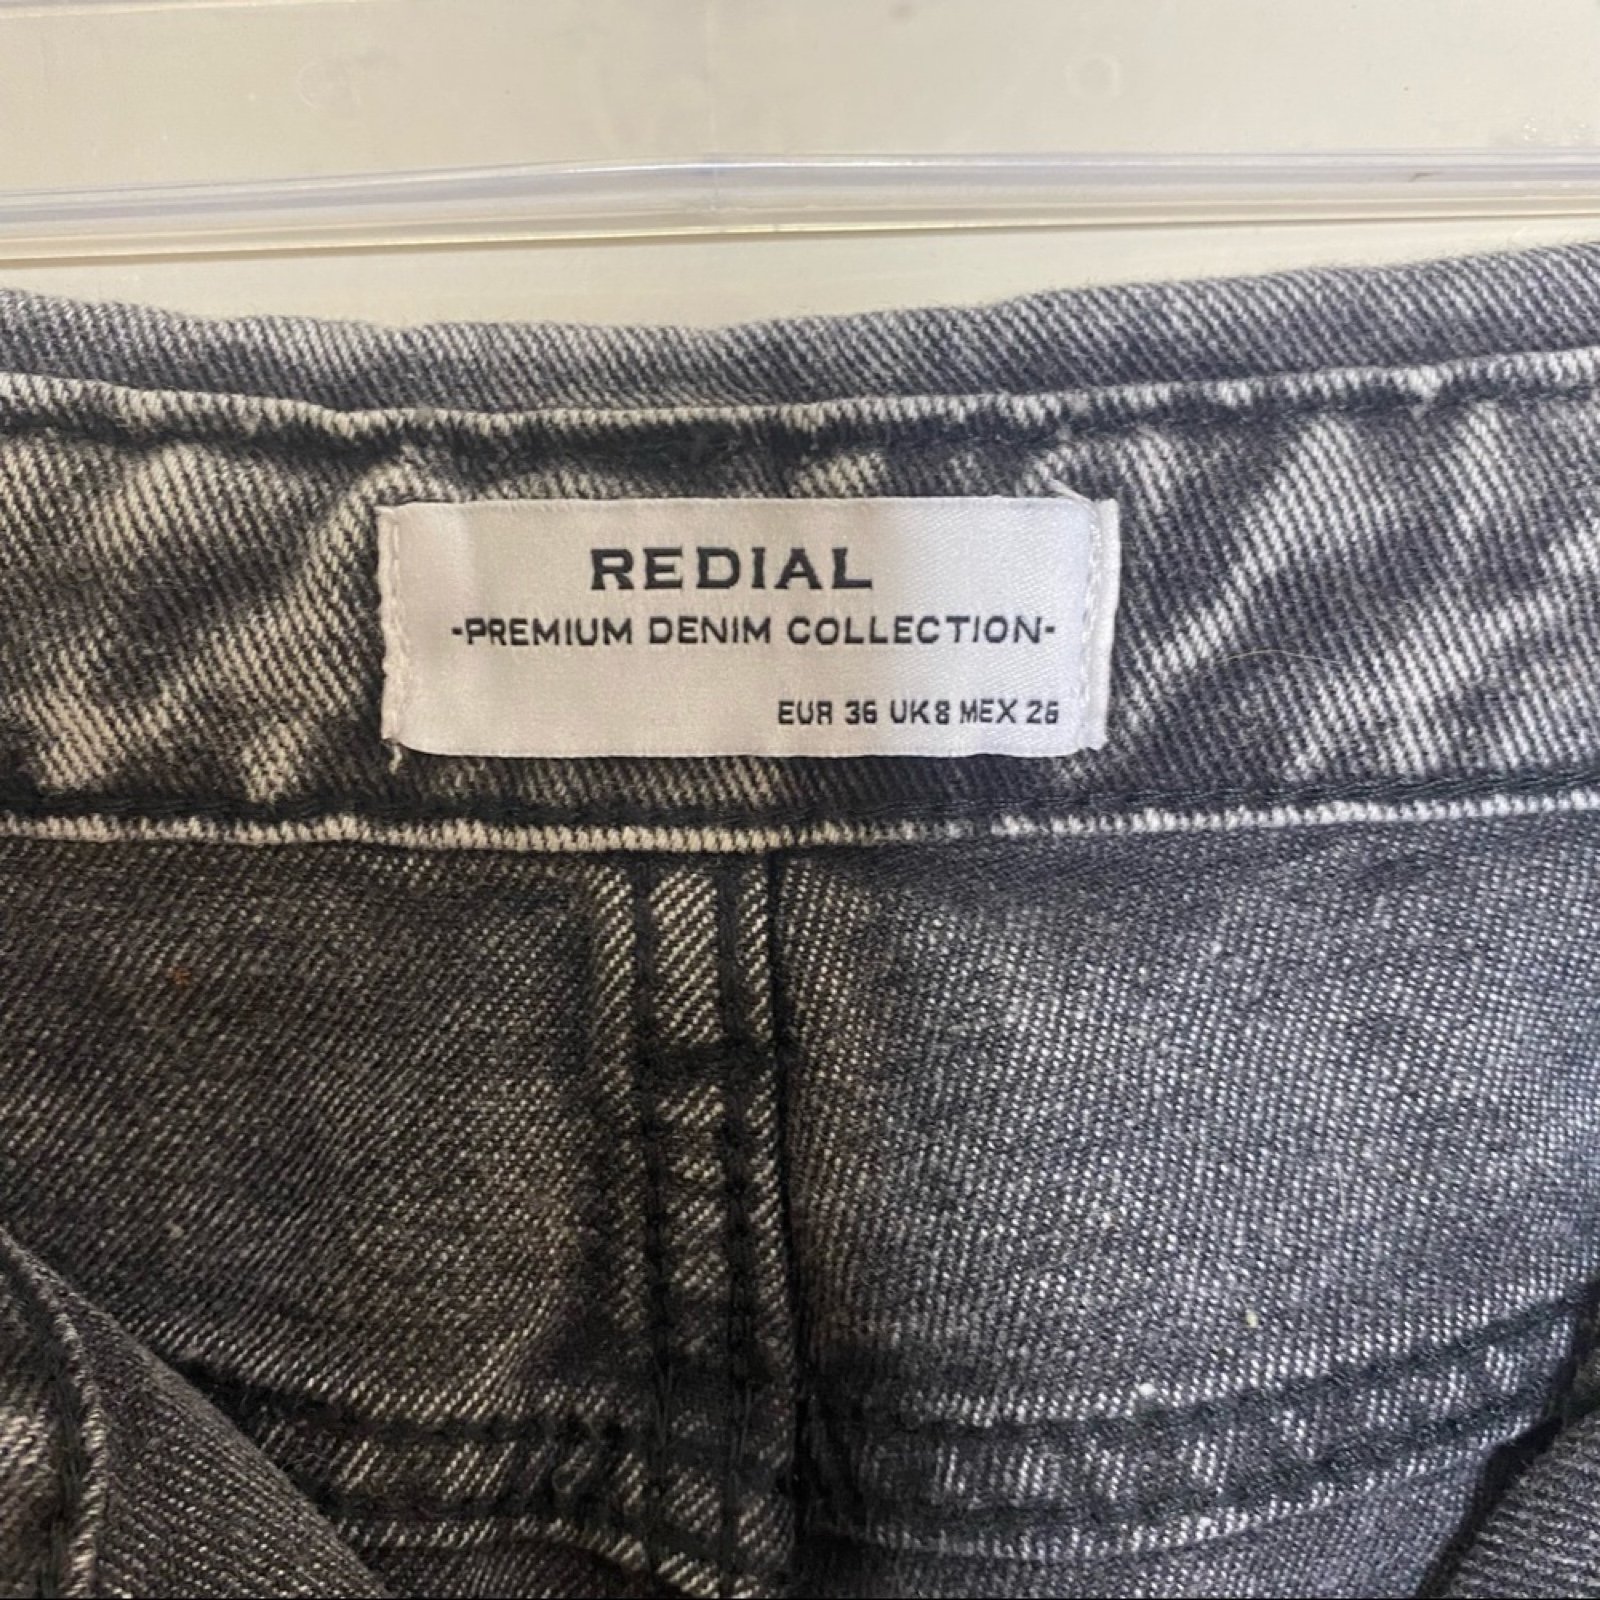 REDIAL
-PREMIUM DENIM COLLECTION-
EUR 36 UK8 MEX 26